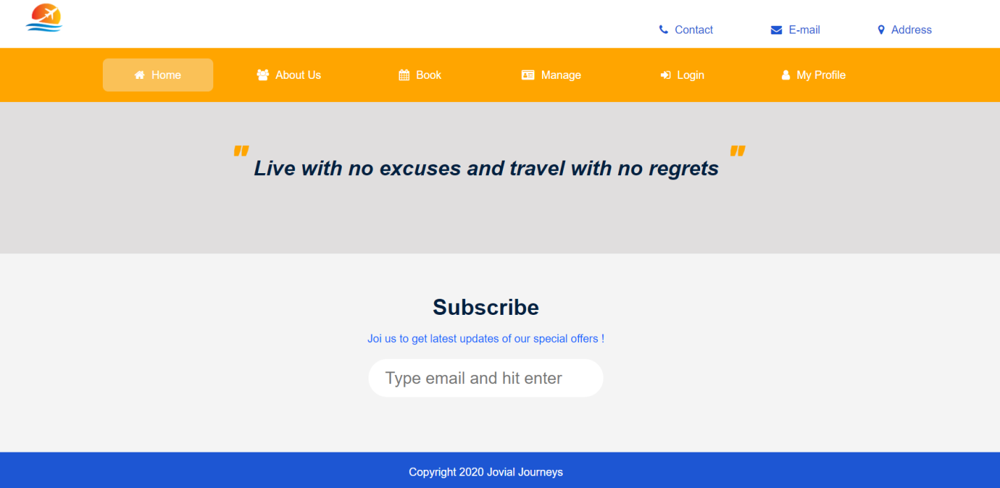 Contact E-mail Address
Home About Us Book Manage Login My Profile
" Live with no excuses and travel with no regrets "
Subscribe
Joi us to get latest updates of our special offers !
Type email and hit enter
Copyright 2020 Jovial Journeys